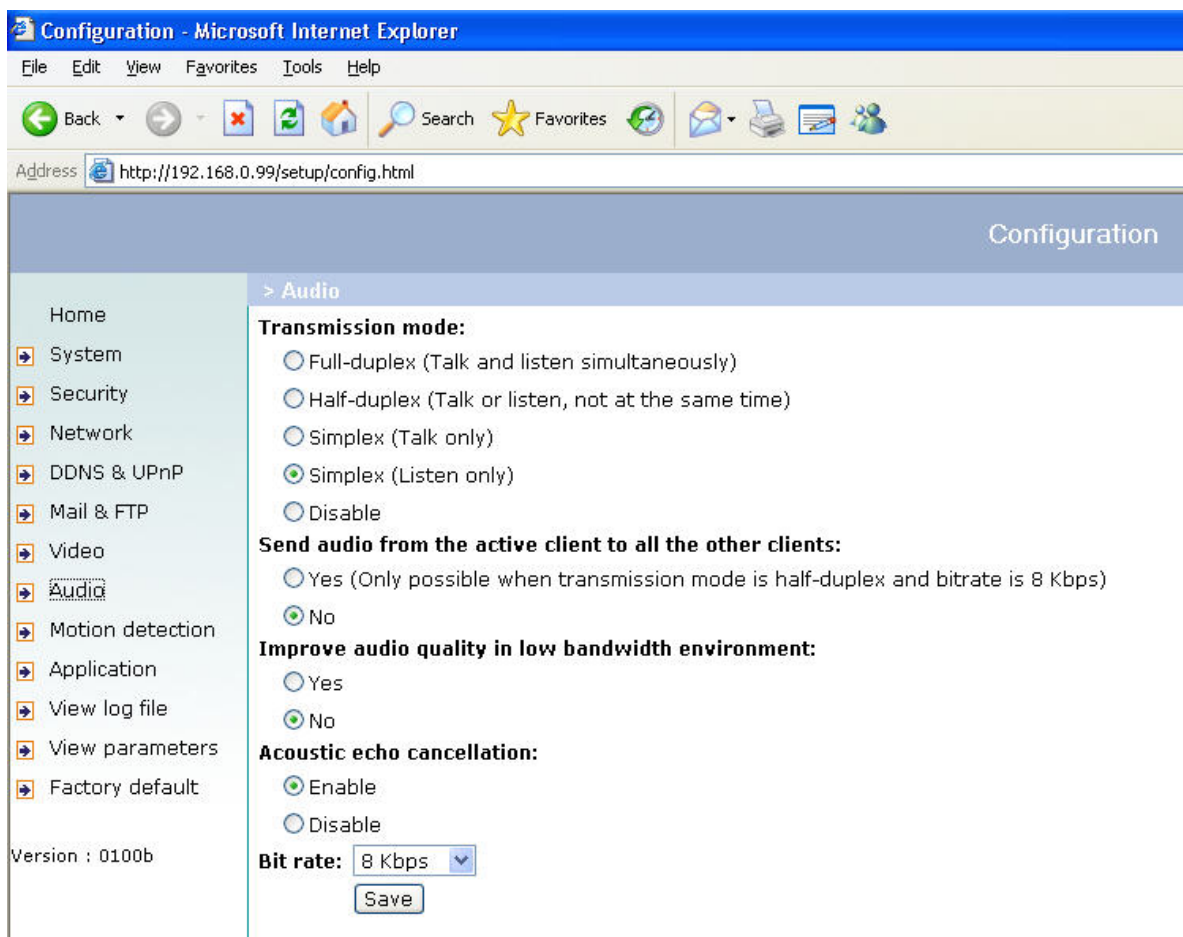 Configuration - Microsoft Internet Explorer
File Edit View Favorites Tools Help
Back Search Favorites
Address http://192.168.0.99/setup/config.html
Configuration
> Audio
Home
System
Security
Network
DDNS & UPnP
Mail & FTP
Video
Audio
Motion detection
Application
View log file
View parameters
Factory default
Version : 0100b
Transmission mode:
Full-duplex (Talk and listen simultaneously)
Half-duplex (Talk or listen, not at the same time)
Simplex (Talk only)
Simplex (Listen only)
Disable
Send audio from the active client to all the other clients:
Yes (Only possible when transmission mode is half-duplex and bitrate is 8 Kbps)
No
Improve audio quality in low bandwidth environment:
Yes
No
Acoustic echo cancellation:
Enable
Disable
Bit rate: 8 Kbps
Save